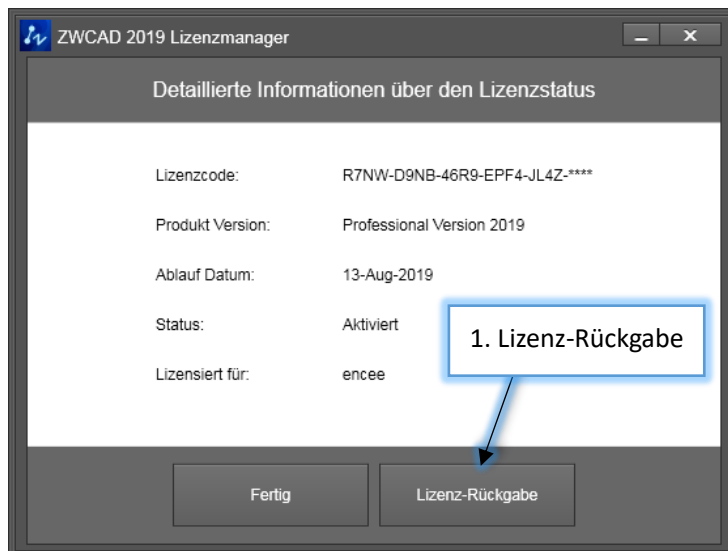 ZWCAD 2019 Lizenzmanager
Detaillierte Informationen über den Lizenzstatus
Lizenzcode: R7NW-D9NB-46R9-EPF4-JL4Z-****
Produkt Version: Professional Version 2019
Ablauf Datum: 13-Aug-2019
Status: Aktiviert
1. Lizenz-Rückgabe
Lizensiert für: encee
Fertig Lizenz-Rückgabe